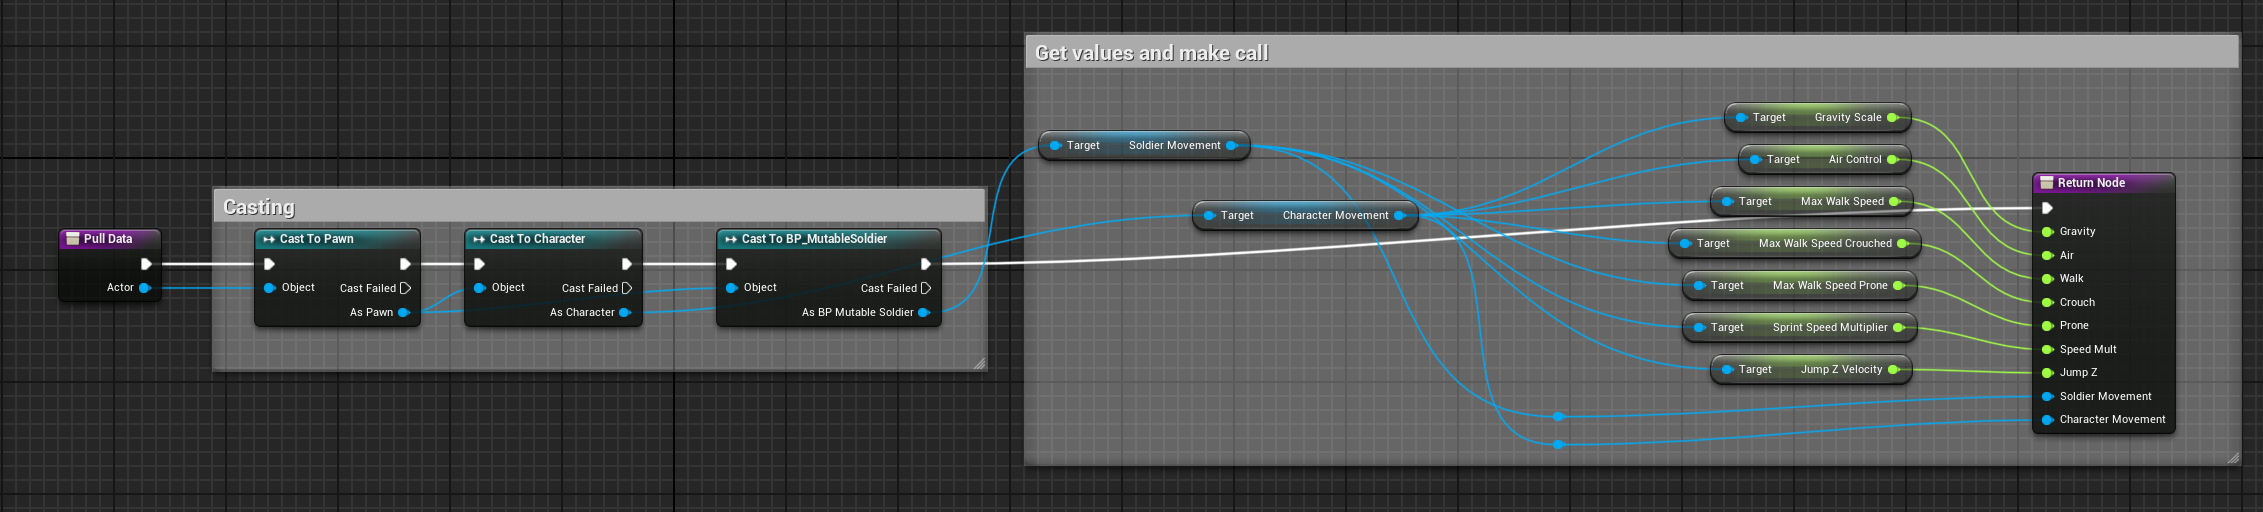 Get values and make call
Casting
Pull Data
Actor
Cast To Pawn
Object
Cast Failed
As Pawn
Cast To Character
Object
Cast Failed
As Character
Cast To BP_MutableSoldier
Object
Cast Failed
As BP Mutable Soldier
Target Soldier Movement
Target Character Movement
Target Gravity Scale
Target Air Control
Target Max Walk Speed
Target Max Walk Speed Crouched
Target Max Walk Speed Prone
Target Sprint Speed Multiplier
Target Jump Z Velocity
Return Node
Gravity
Air
Walk
Crouch
Prone
Speed Mult
Jump Z
Soldier Movement
Character Movement